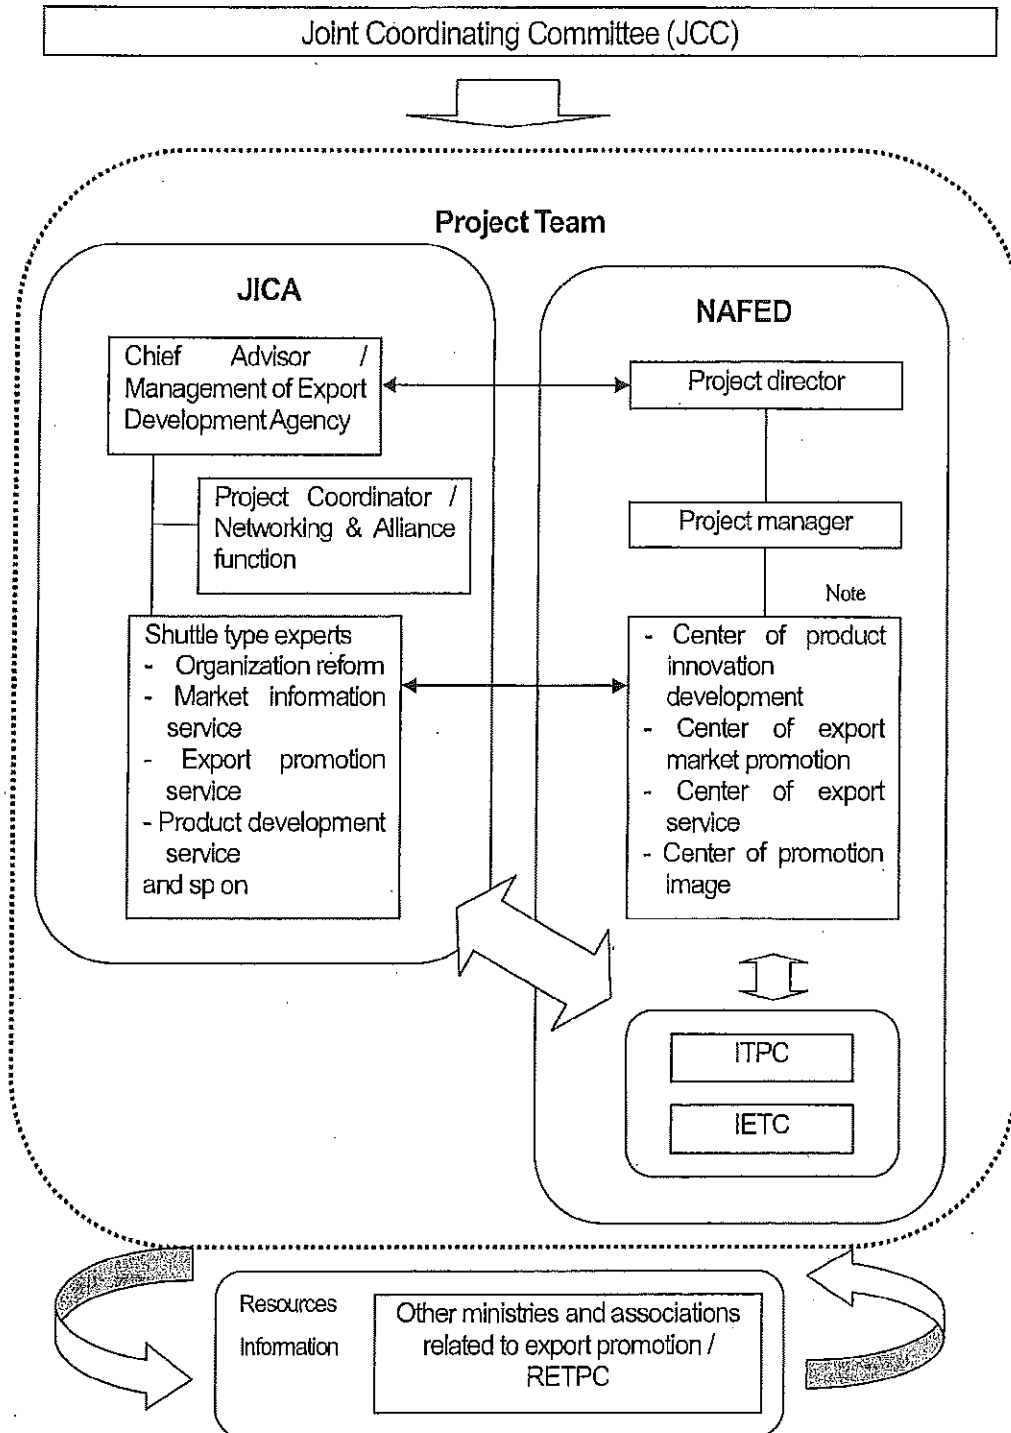 Joint Coordinating Committee (JCC)
Project Team
JICA
Chief Advisor /
Management of Export
Development Agency
Project Coordinator /
Networking & Alliance
function
Shuttle type experts
- Organization reform
- Market information
service
- Export promotion
service
- Product development
service
and sp on
NAFED
Project director
Project manager
Note
- Center of product
innovation
development
- Center of export
market promotion
- Center of export
service
- Center of promotion
image
ITPC
IETC
Resources
Information
Other ministries and associations
related to export promotion /
RETPC